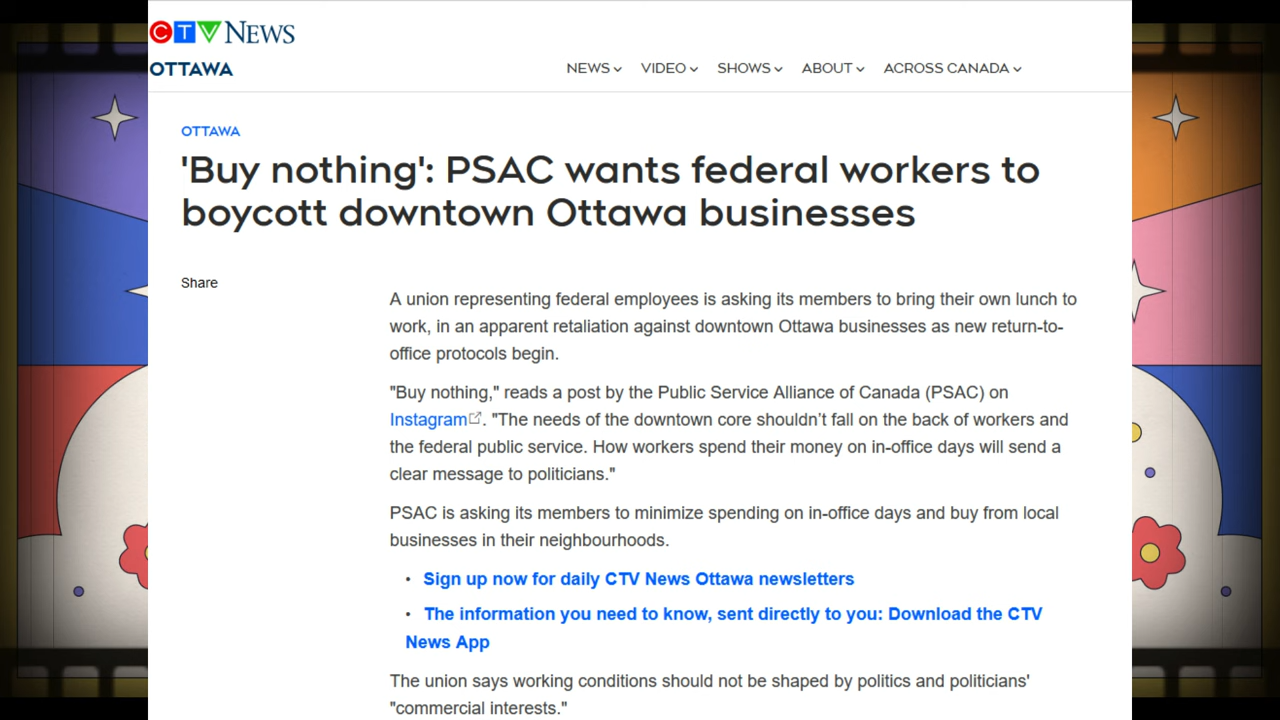 CTV NEWS
OTTAWA
NEWS VIDEO SHOWS ABOUT ACROSS CANADA
OTTAWA
'Buy nothing': PSAC wants federal workers to
boycott downtown Ottawa businesses
Share
A union representing federal employees is asking its members to bring their own lunch to
work, in an apparent retaliation against downtown Ottawa businesses as new return-to-
office protocols begin.
"Buy nothing," reads a post by the Public Service Alliance of Canada (PSAC) on
Instagram. "The needs of the downtown core shouldn’t fall on the back of workers and
the federal public service. How workers spend their money on in-office days will send a
clear message to politicians."
PSAC is asking its members to minimize spending on in-office days and buy from local
businesses in their neighbourhoods.
• Sign up now for daily CTV News Ottawa newsletters
• The information you need to know, sent directly to you: Download the CTV
News App
The union says working conditions should not be shaped by politics and politicians'
"commercial interests."